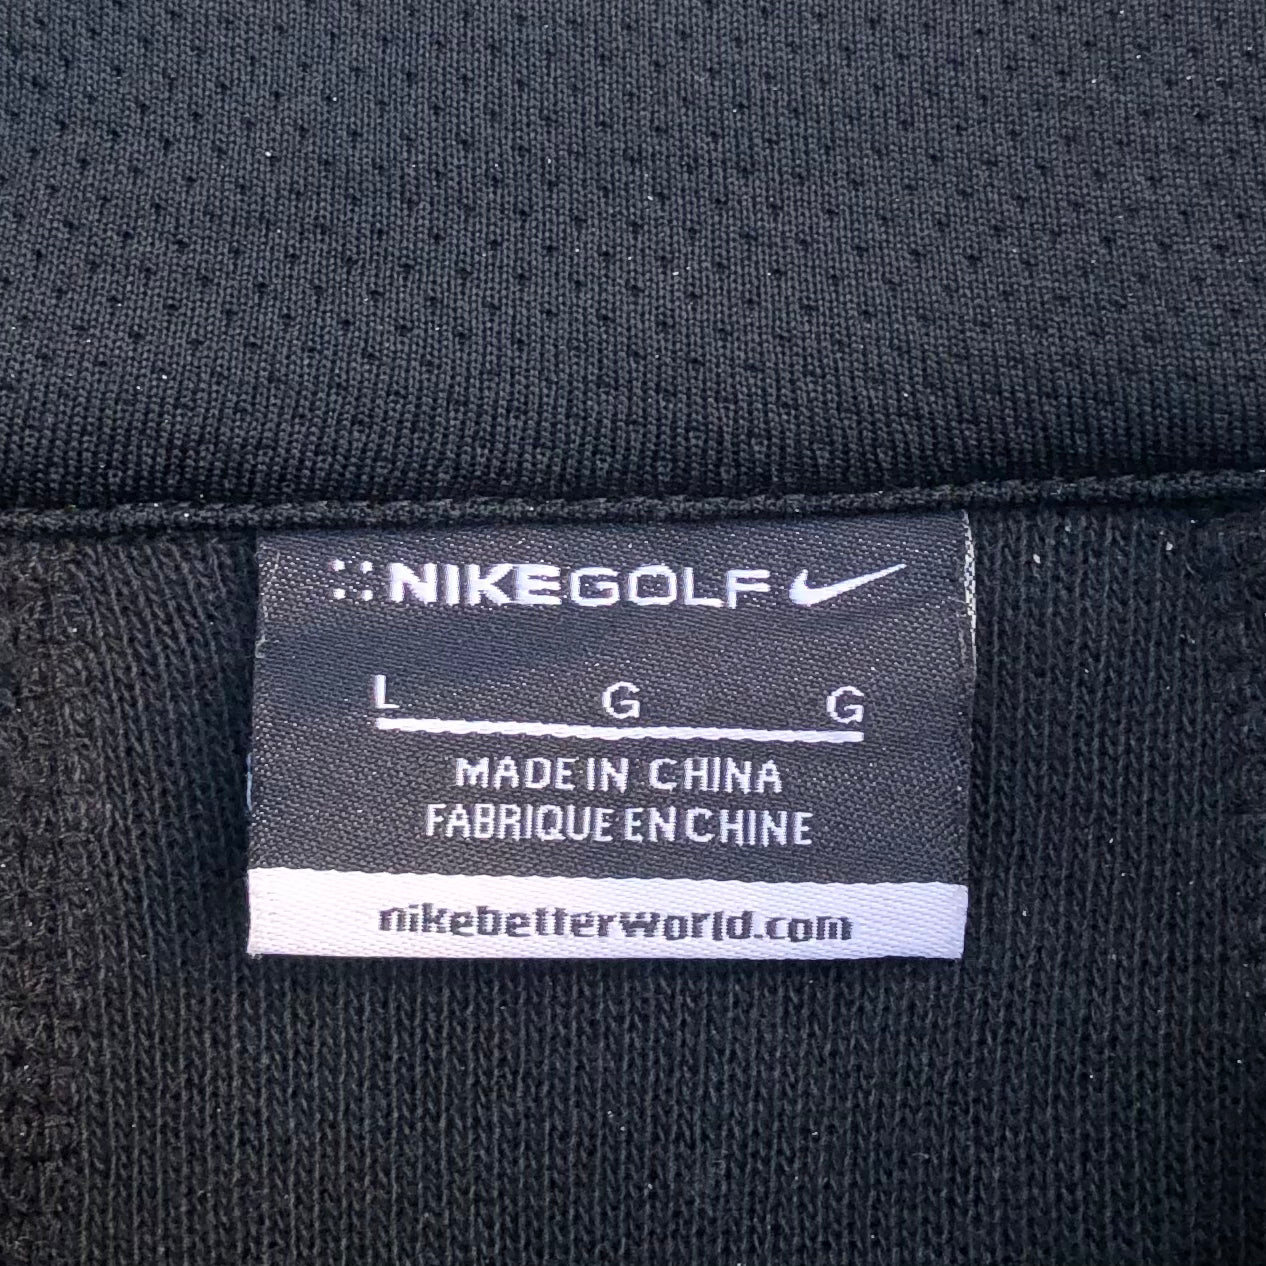 NIKEGOLF
L G G
MADE IN CHINA
FABRIQUE EN CHINE
nikebetterworld.com